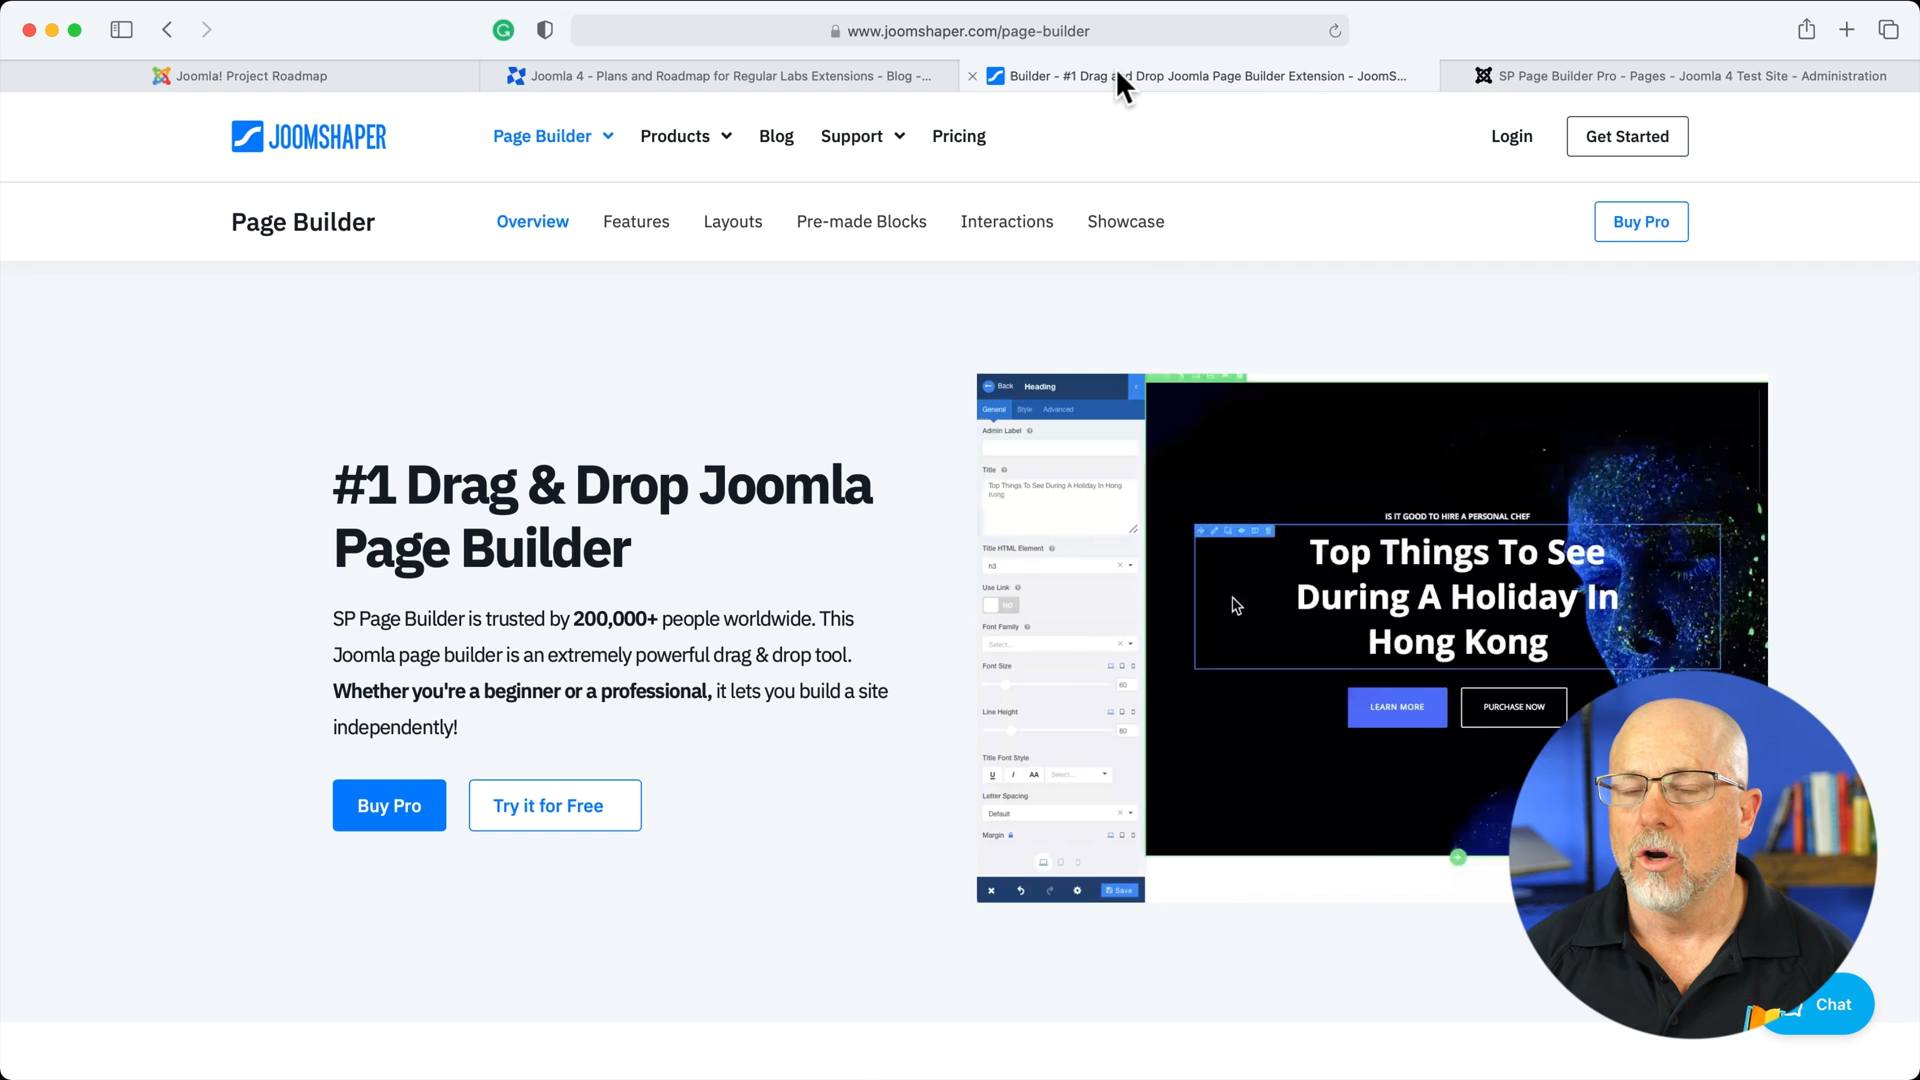 www.joomshaper.com/page-builder
Joomla! Project Roadmap
Joomla 4 - Plans and Roadmap for Regular Labs Extensions - Blog -...
Builder - #1 Drag and Drop Joomla Page Builder Extension - JoomS...
SP Page Builder Pro - Pages - Joomla 4 Test Site - Administration
JOOMSHAPER
Page Builder
Products
Blog
Support
Pricing
Login
Get Started
Page Builder
Overview
Features
Layouts
Pre-made Blocks
Interactions
Showcase
Buy Pro
#1 Drag & Drop Joomla
Page Builder
SP Page Builder is trusted by 200,000+ people worldwide. This
Joomla page builder is an extremely powerful drag & drop tool.
Whether you're a beginner or a professional, it lets you build a site
independently!
Buy Pro
Try it for Free
Back
Heading
General
Style
Advanced
Admin Label
Title
Top Things To See During A Holiday In Hong
Kong
Title HTML Element
h3
Use Link
NO
Font Family
Select...
Font Size
60
Line Height
80
Title Font Style
U
I
AA
Select...
Letter Spacing
Default
Margin
Save
IS IT GOOD TO HIRE A PERSONAL CHEF
Top Things To See
During A Holiday In
Hong Kong
LEARN MORE
PURCHASE NOW
Chat